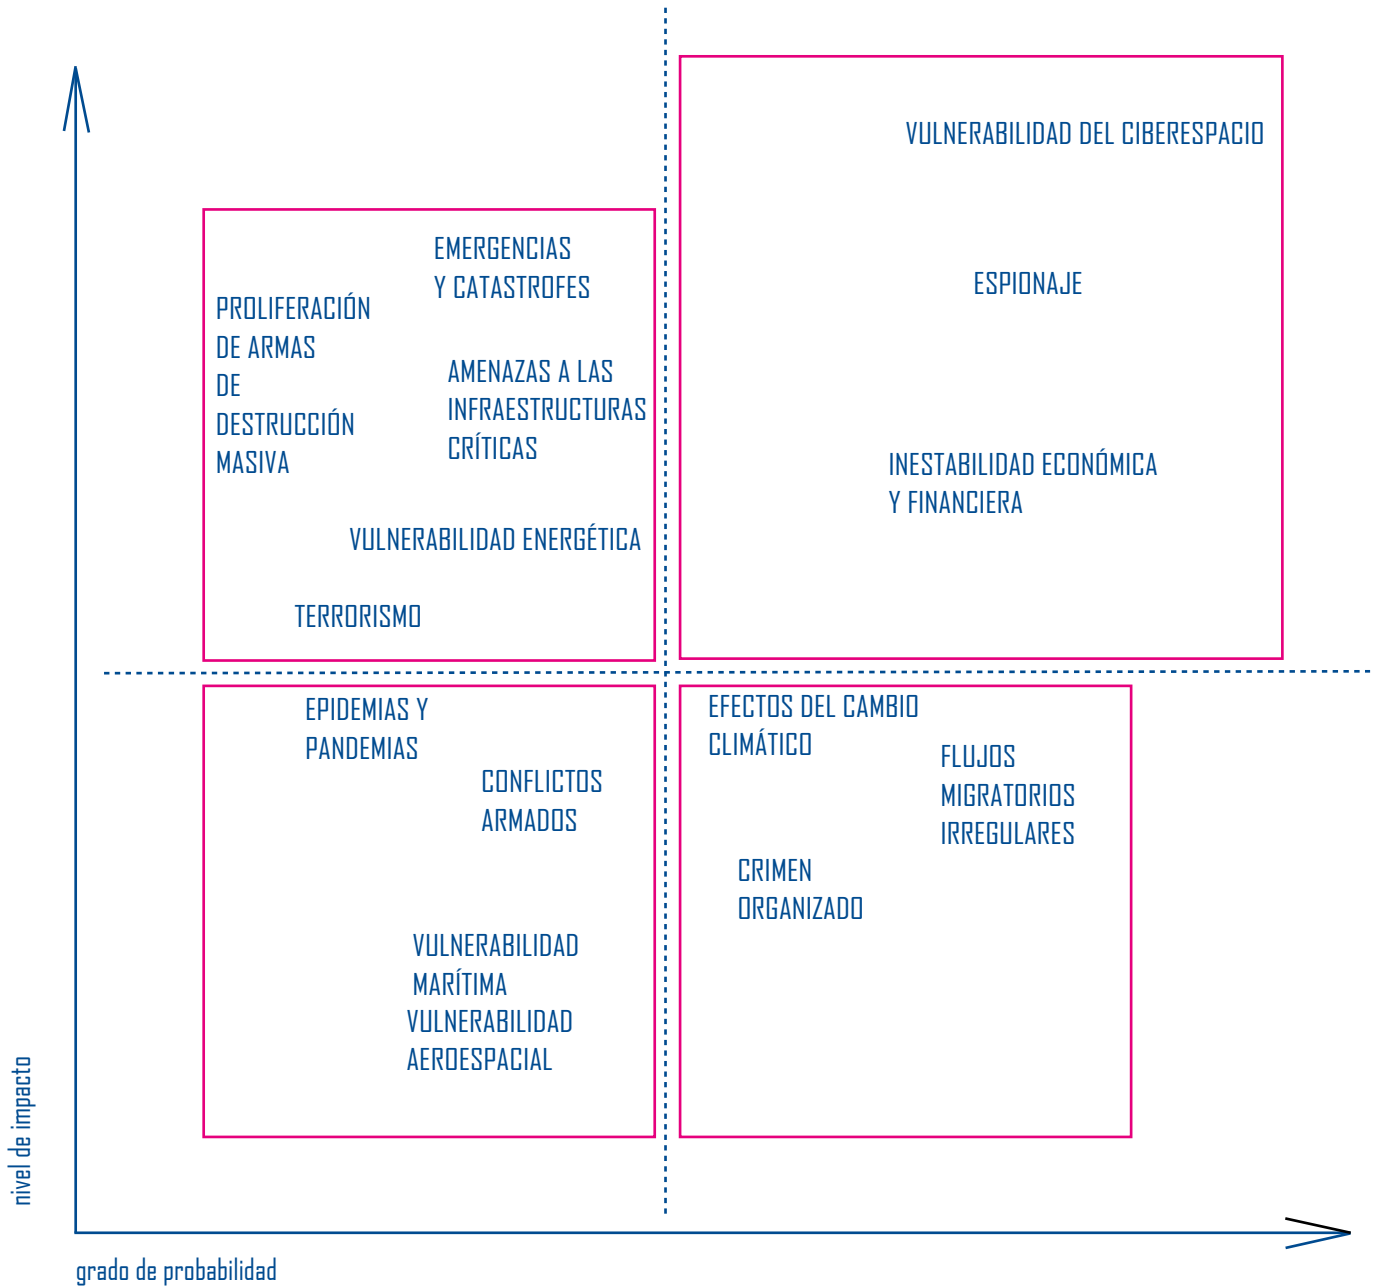 VULNERABILIDAD DEL CIBERESPACIO
ESPIONAJE
INESTABILIDAD ECONÓMICA
Y FINANCIERA
EMERGENCIAS
Y CATASTROFES
PROLIFERACIÓN
DE ARMAS
DE
DESTRUCCIÓN
MASIVA
AMENAZAS A LAS
INFRAESTRUCTURAS
CRÍTICAS
VULNERABILIDAD ENERGÉTICA
TERRORISMO
EPIDEMIAS Y
PANDEMIAS
CONFLICTOS
ARMADOS
VULNERABILIDAD
MARÍTIMA
VULNERABILIDAD
AEROESPACIAL
EFECTOS DEL CAMBIO
CLIMÁTICO
FLUJOS
MIGRATORIOS
IRREGULARES
CRIMEN
ORGANIZADO
nivel de impacto
grado de probabilidad